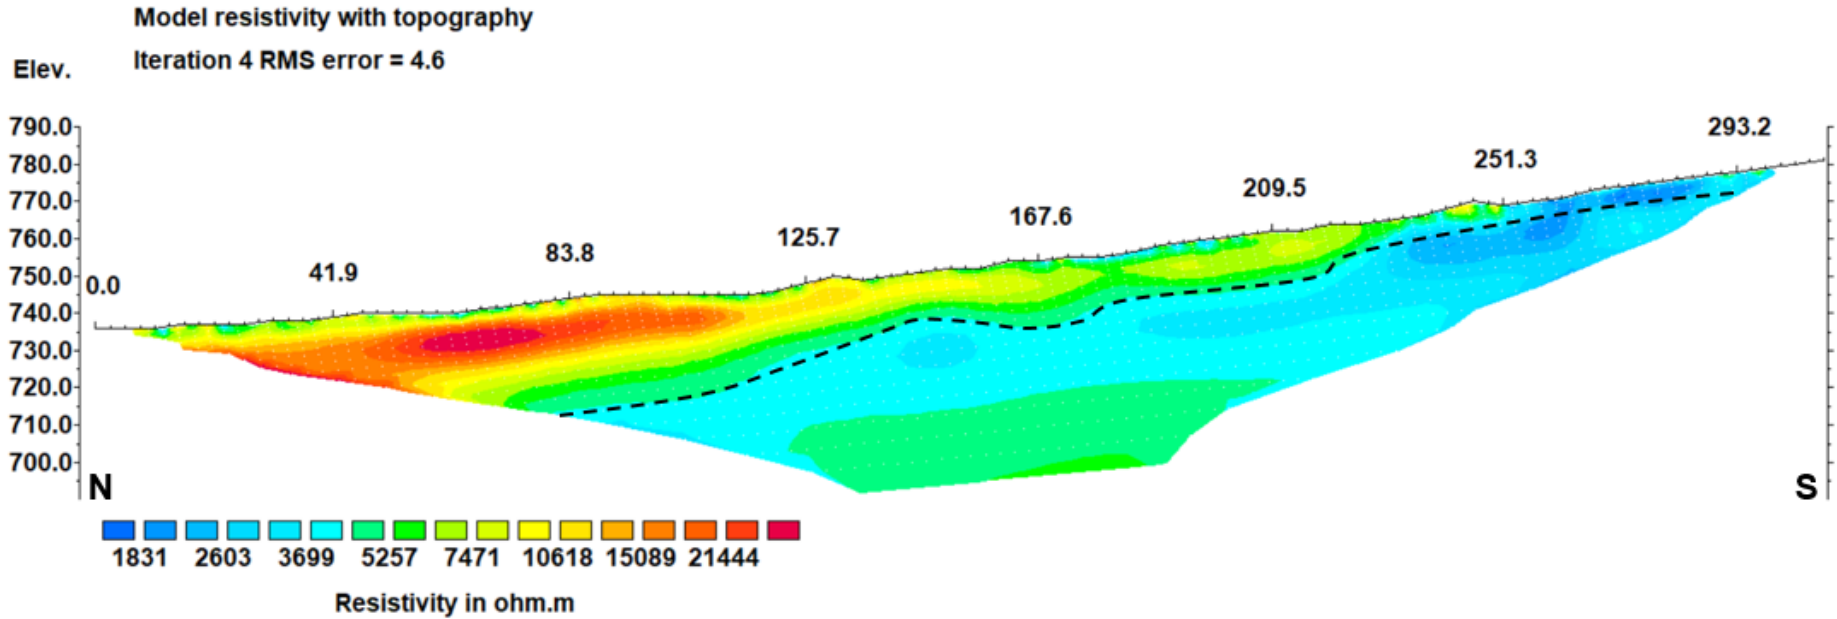 Model resistivity with topography
Iteration 4 RMS error = 4.6
Elev.
790.0
780.0
770.0
760.0
750.0
740.0
730.0
720.0
710.0
700.0
0.0
41.9
83.8
125.7
167.6
209.5
251.3
293.2
N
S
1831 2603 3699 5257 7471 10618 15089 21444
Resistivity in ohm.m